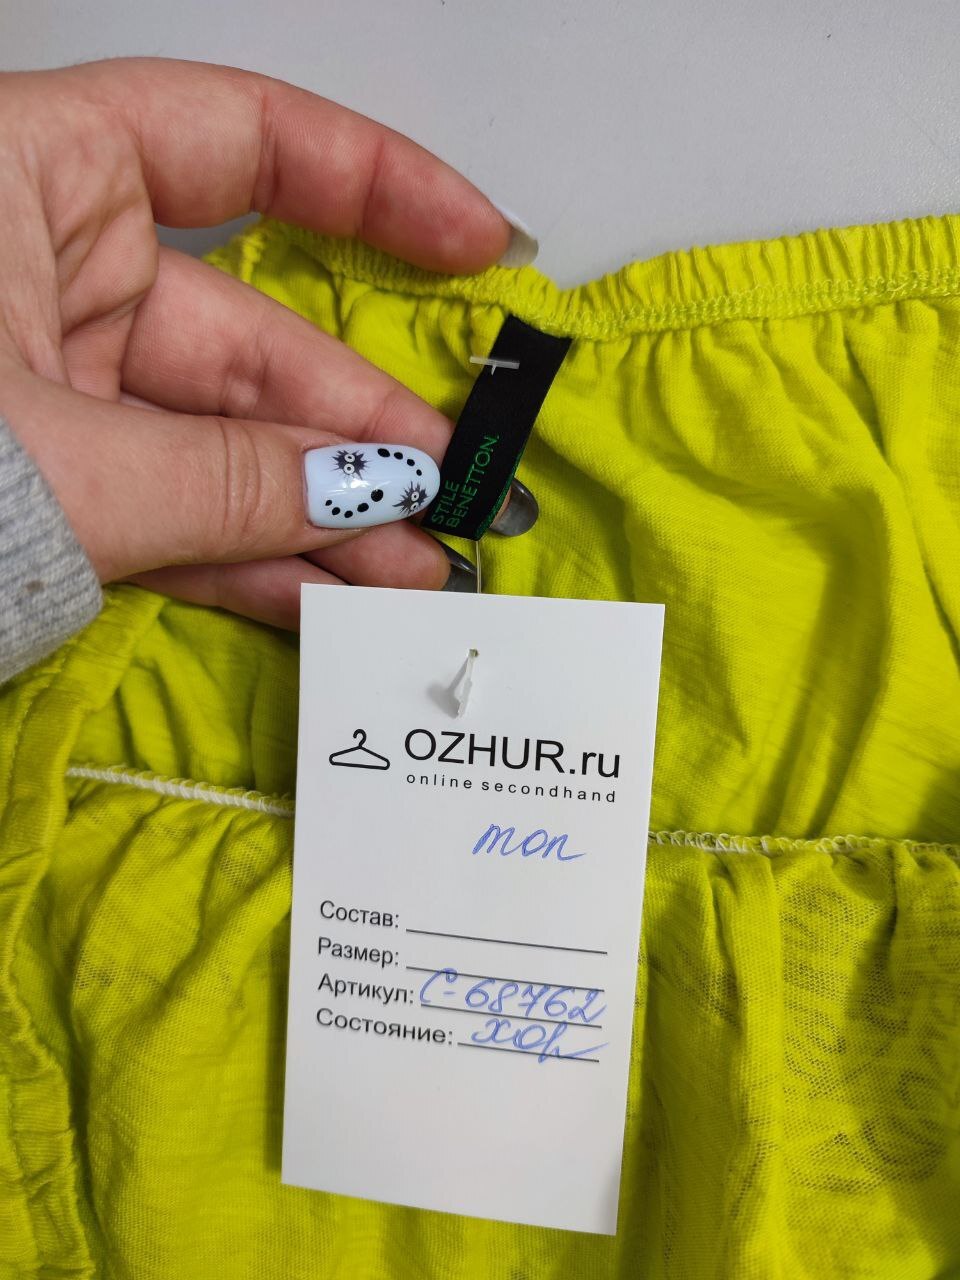 STILE
BENETTON.
OZHUR.ru
online secondhand
топ
Состав:
Размер:
Артикул: С-68762
Состояние: хор